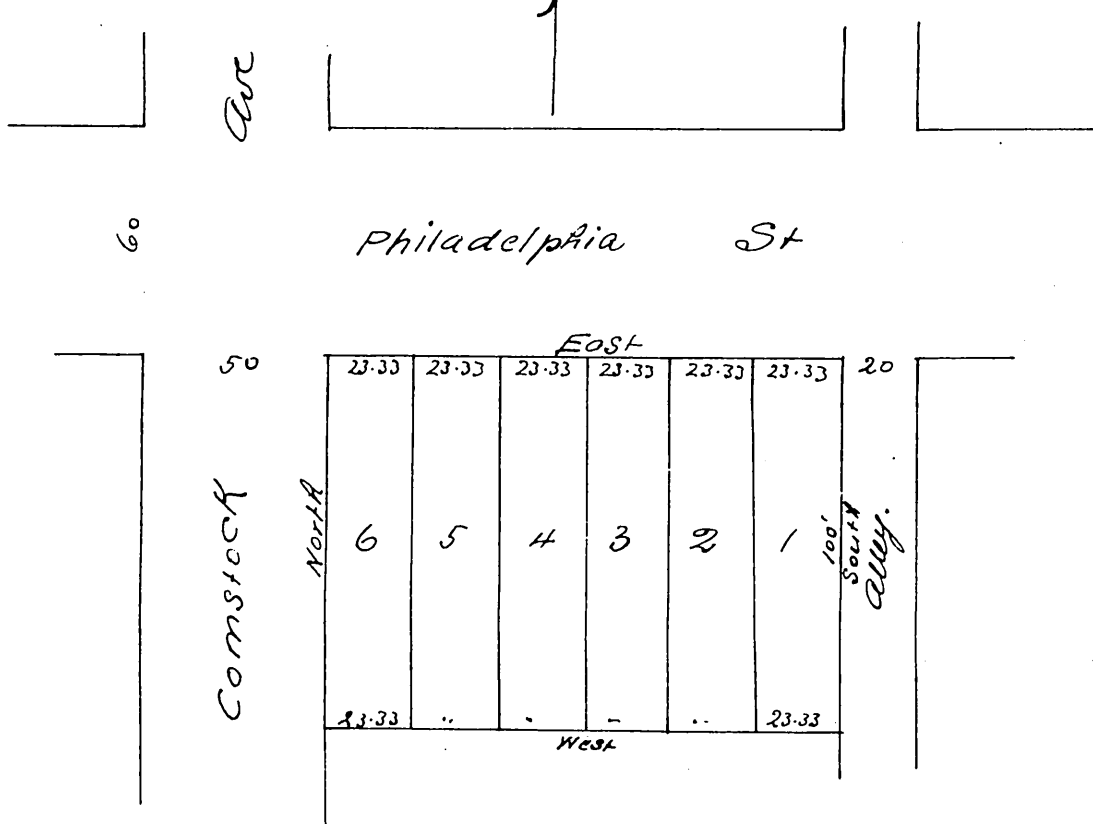 Ave
60
Philadelphia St
East
50
23.33 23.33 23.33 23.33 23.33 23.33
20
Comstock
North
6 5 4 3 2 1
100'
South
Alley.
23.33 .. . – .. 23.33
West